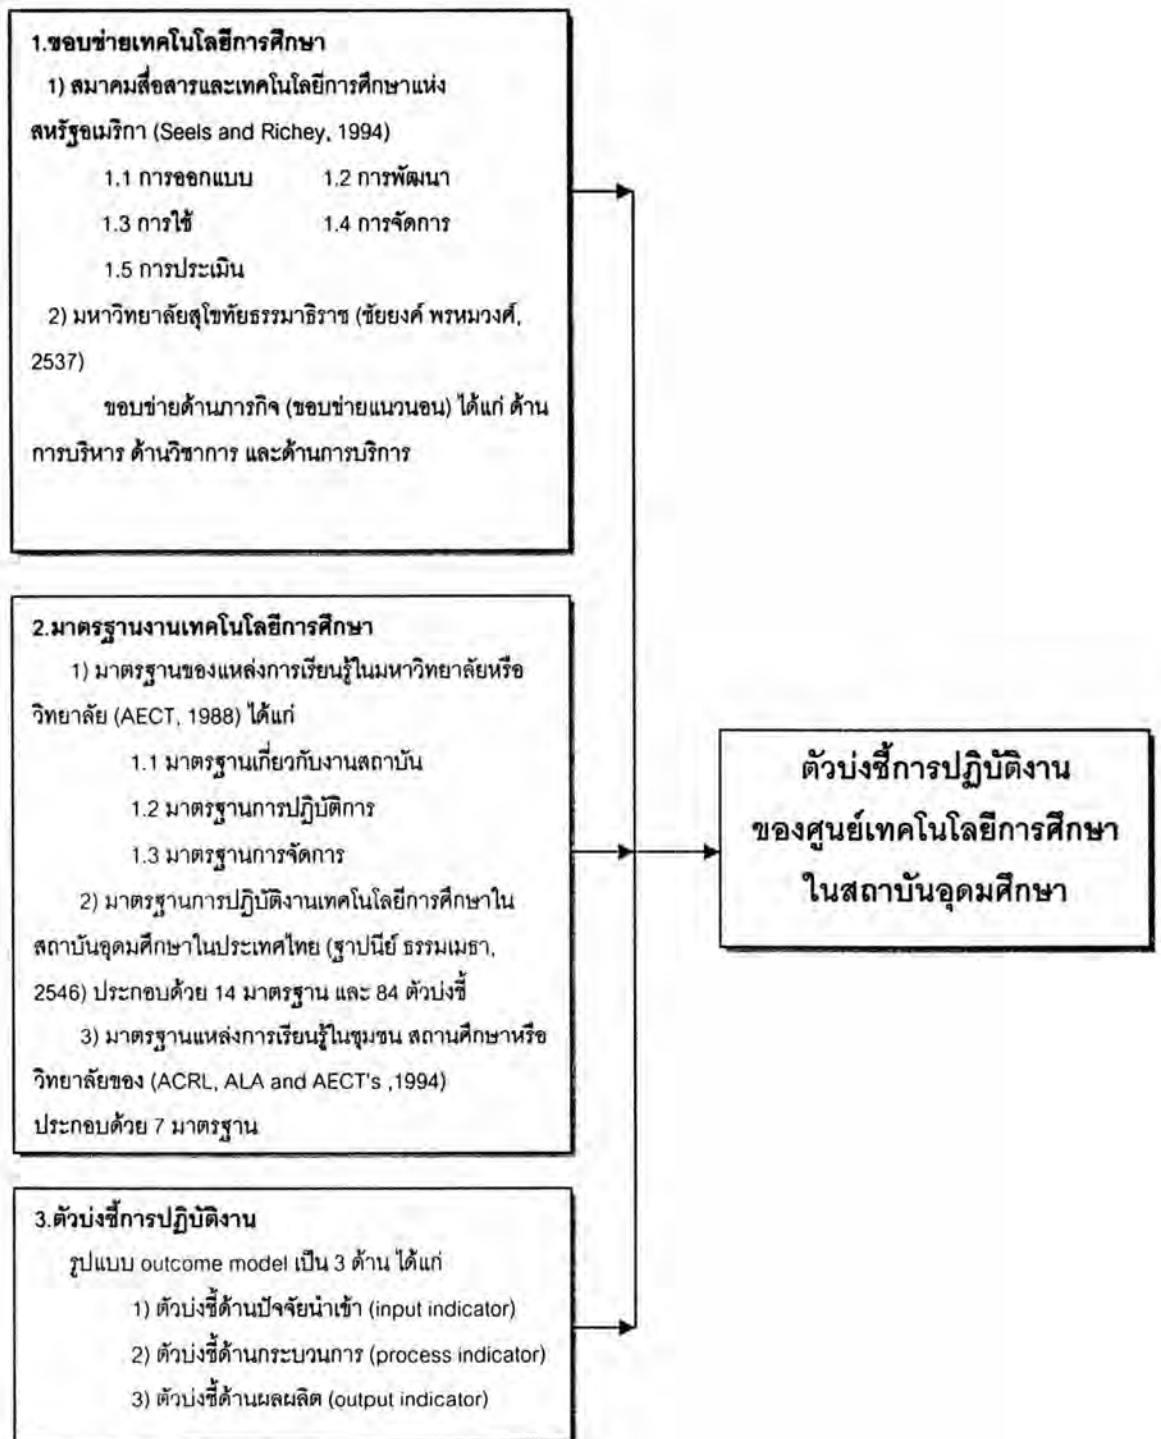 1.ขอบข่ายเทคโนโลยีการศึกษา
1) สมาคมสื่อสารและเทคโนโลยีการศึกษาแห่ง
สหรัฐอเมริกา (Seels and Richey, 1994)
1.1 การออกแบบ 1.2 การพัฒนา
1.3 การใช้ 1.4 การจัดการ
1.5 การประเมิน
2) มหาวิทยาลัยสุโขทัยธรรมาธิราช (ชัยยงค์ พรหมวงศ์,
2537)
ขอบข่ายด้านภารกิจ (ขอบข่ายแนวนอน) ได้แก่ ด้าน
การบริหาร ด้านวิชาการ และด้านการบริการ
2.มาตรฐานงานเทคโนโลยีการศึกษา
1) มาตรฐานของแหล่งการเรียนรู้ในมหาวิทยาลัยหรือ
วิทยาลัย (AECT, 1988) ได้แก่
1.1 มาตรฐานเกี่ยวกับงานสถาบัน
1.2 มาตรฐานการปฏิบัติการ
1.3 มาตรฐานการจัดการ
2) มาตรฐานการปฏิบัติงานเทคโนโลยีการศึกษาใน
สถาบันอุดมศึกษาในประเทศไทย (ฐาปนีย์ ธรรมเมธา,
2546) ประกอบด้วย 14 มาตรฐาน และ 84 ตัวบ่งชี้
3) มาตรฐานแหล่งการเรียนรู้ในชุมชน สถานศึกษาหรือ
วิทยาลัยของ (ACRL, ALA and AECT's ,1994)
ประกอบด้วย 7 มาตรฐาน
3.ตัวบ่งชี้การปฏิบัติงาน
รูปแบบ outcome model เป็น 3 ด้าน ได้แก่
1) ตัวบ่งชี้ด้านปัจจัยนำเข้า (input indicator)
2) ตัวบ่งชี้ด้านกระบวนการ (process indicator)
3) ตัวบ่งชี้ด้านผลผลิต (output indicator)
ตัวบ่งชี้การปฏิบัติงาน
ของศูนย์เทคโนโลยีการศึกษา
ในสถาบันอุดมศึกษา